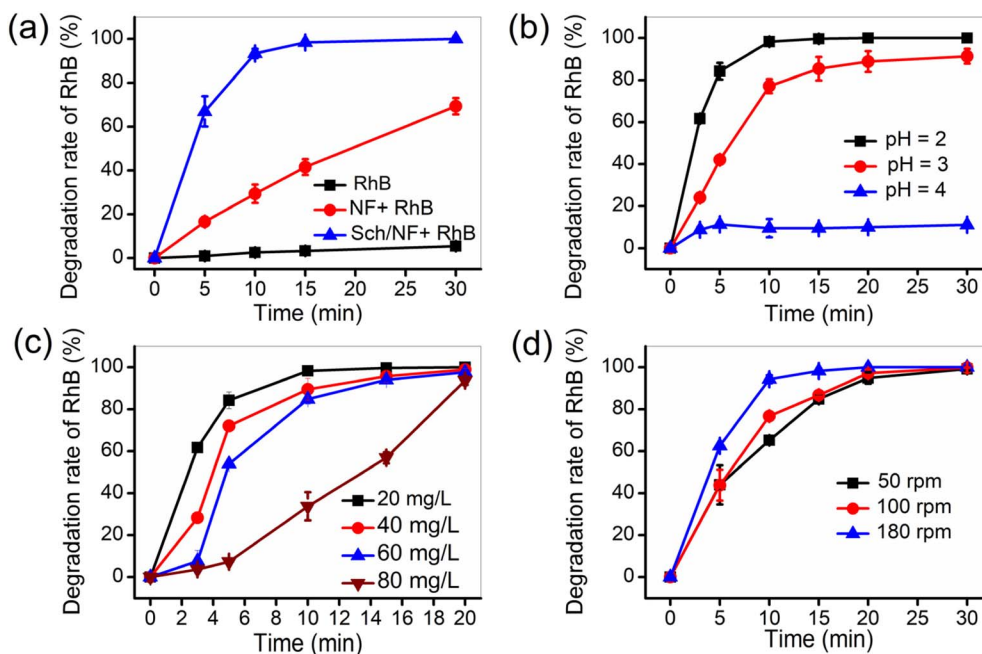 (a)
Degradation rate of RhB (%)
100
80
60
40
20
0
RhB
NF+ RhB
Sch/NF+ RhB
0 5 10 15 20 25 30
Time (min)
(b)
Degradation rate of RhB (%)
100
80
60
40
20
0
pH = 2
pH = 3
pH = 4
0 5 10 15 20 25 30
Time (min)
(c)
Degradation rate of RhB (%)
100
80
60
40
20
0
20 mg/L
40 mg/L
60 mg/L
80 mg/L
0 2 4 6 8 10 12 14 16 18 20
Time (min)
(d)
Degradation rate of RhB (%)
100
80
60
40
20
0
50 rpm
100 rpm
180 rpm
0 5 10 15 20 25 30
Time (min)